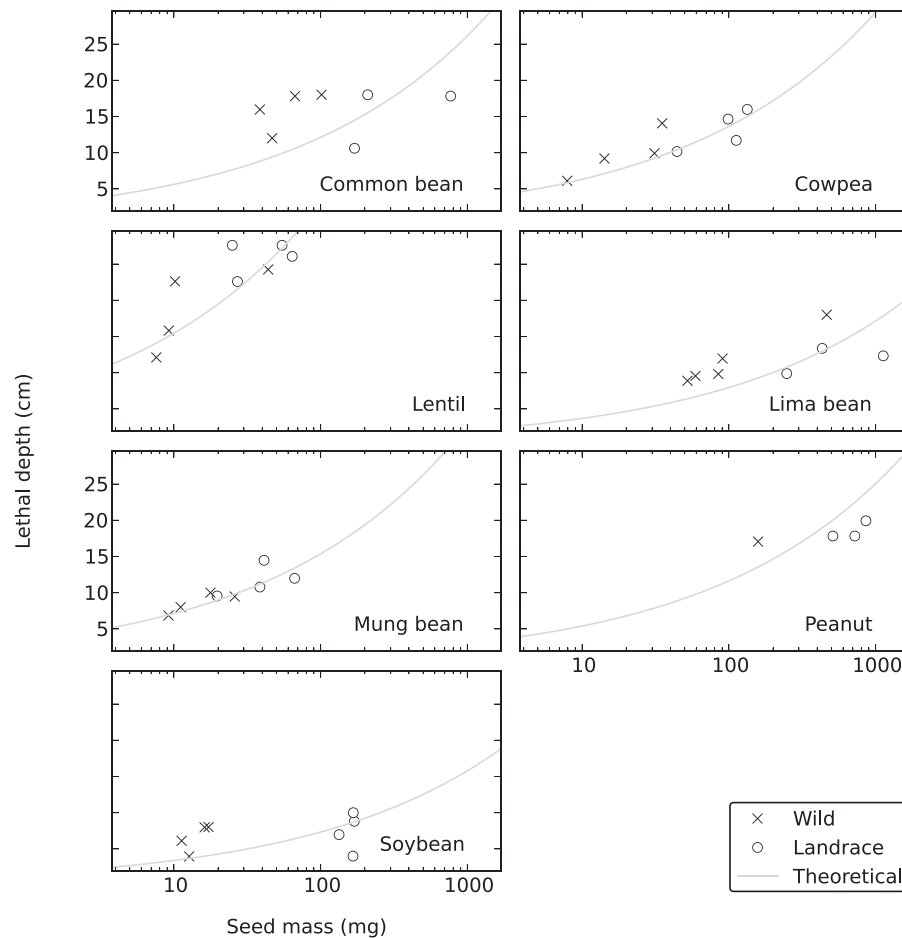 25
20
15
10
5
Common bean
Cowpea
Lentil
Lima bean
Lethal depth (cm)
25
20
15
10
5
Mung bean
Peanut
10 100 1000
Soybean
10 100 1000
Seed mass (mg)
Wild
Landrace
Theoretical